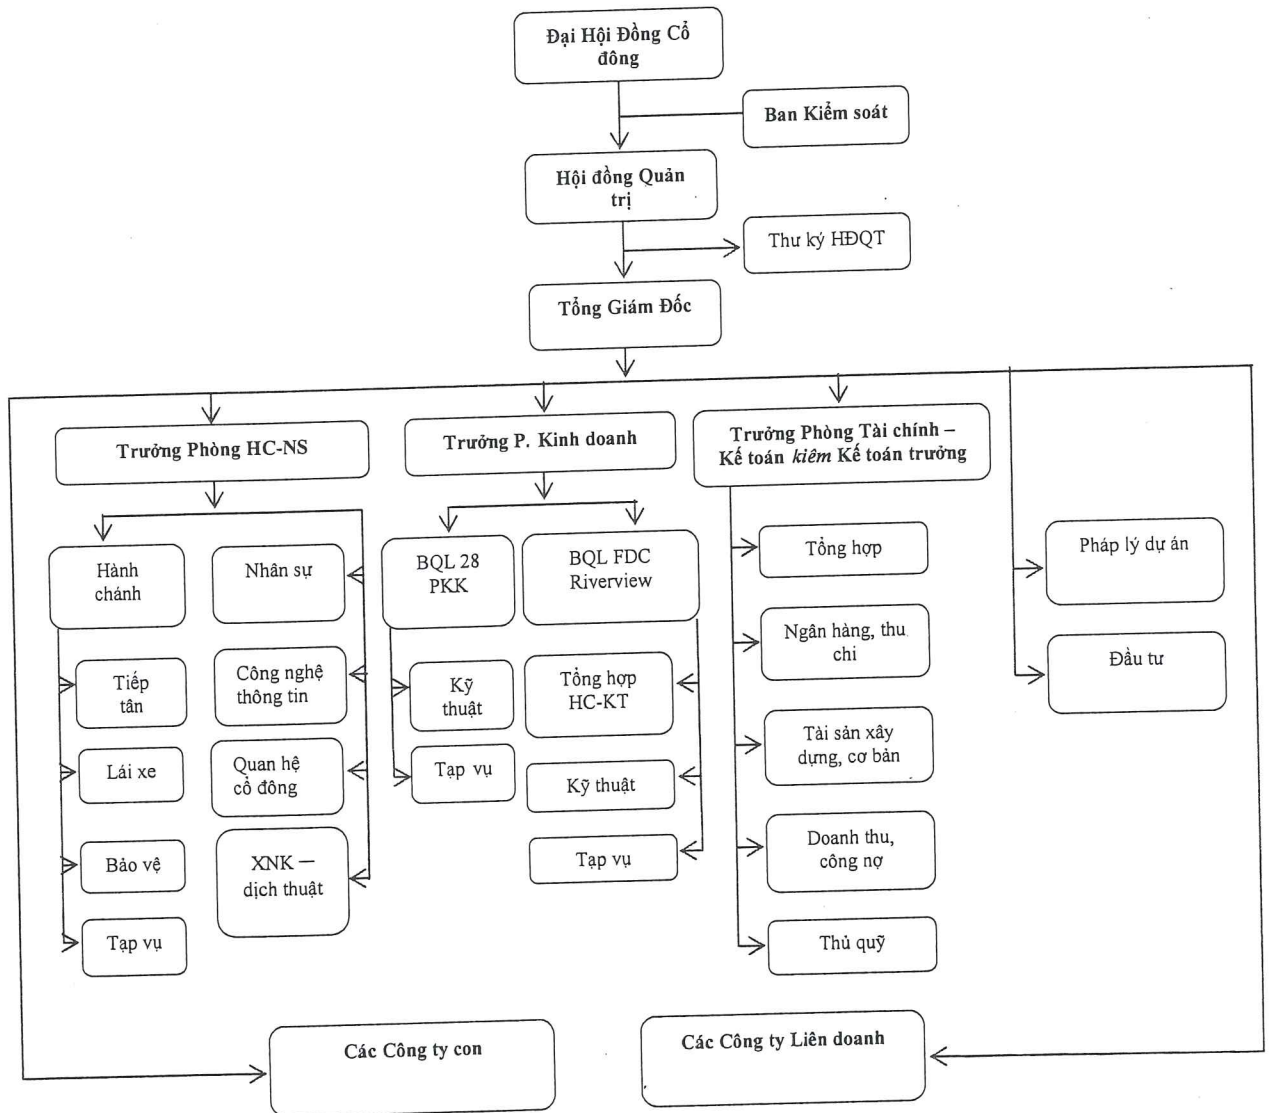 Đại Hội Đồng Cổ
đông
Ban Kiểm soát
Hội đồng Quản
trị
Thư ký HĐQT
Tổng Giám Đốc
Trưởng Phòng HC-NS
Trưởng P. Kinh doanh
Trưởng Phòng Tài chính –
Kế toán kiêm Kế toán trưởng
Hành
chánh
Tiếp
tân
Lái xe
Bảo vệ
Tạp vụ
Nhân sự
Công nghệ
thông tin
Quan hệ
cổ đông
XNK –
dịch thuật
BQL 28
PKK
Kỹ
thuật
Tạp vụ
BQL FDC
Riverview
Tổng hợp
HC-KT
Kỹ thuật
Tạp vụ
Tổng hợp
Ngân hàng, thu
chi
Tài sản xây
dựng, cơ bản
Doanh thu,
công nợ
Thủ quỹ
Pháp lý dự án
Đầu tư
Các Công ty con
Các Công ty Liên doanh